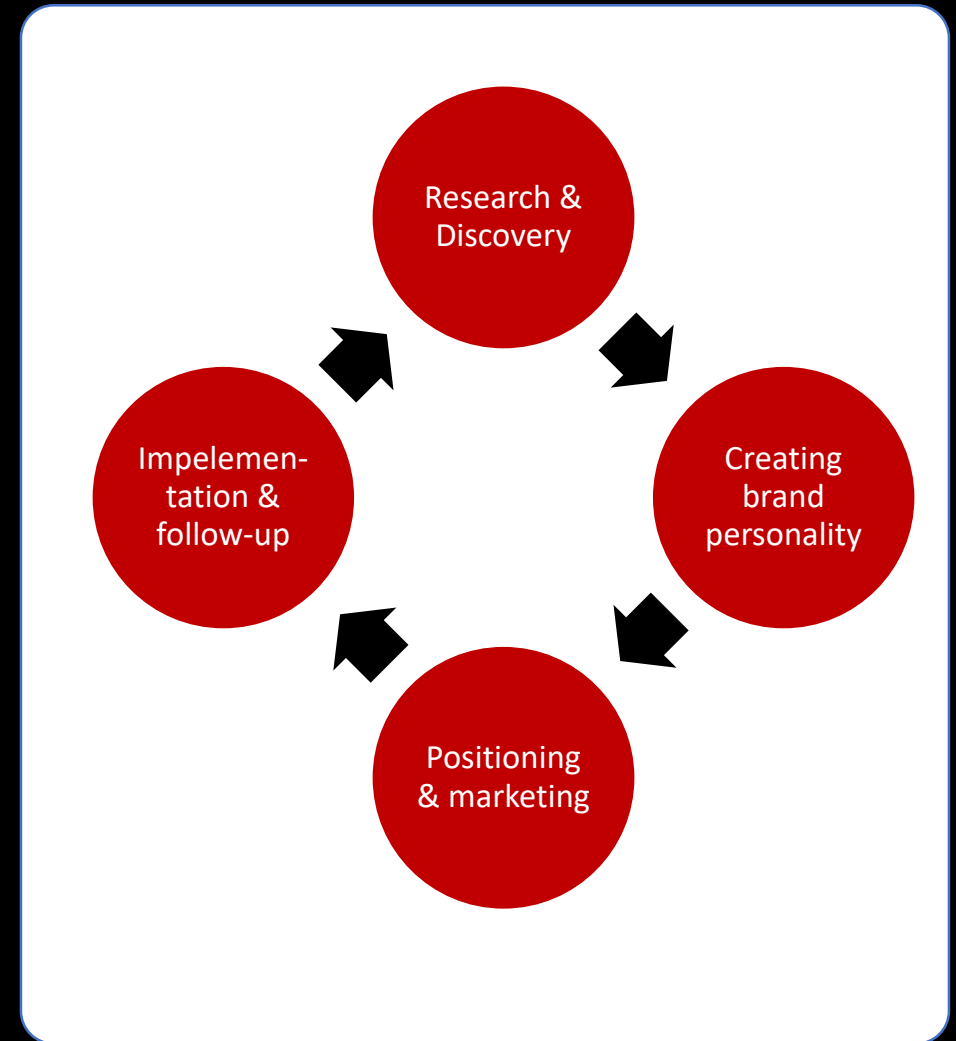 Research &
Discovery
Creating
brand
personality
Positioning
& marketing
Impelemen-
tation &
follow-up